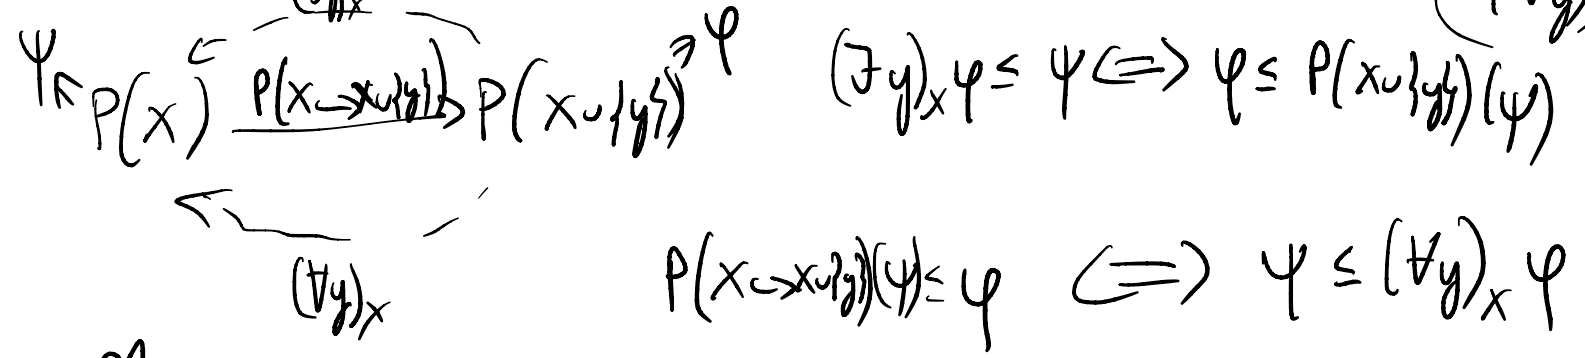 ψ ∈ P(X) P(X ↪ X∪{y}) P(X∪{y}) ∋ φ (∃y)_X φ ≤ ψ ⟺ φ ≤ P(X∪{y})(ψ)
(∀y)_X P(X ↪ X∪{y})(ψ) ≤ φ ⟺ ψ ≤ (∀y)_X φ